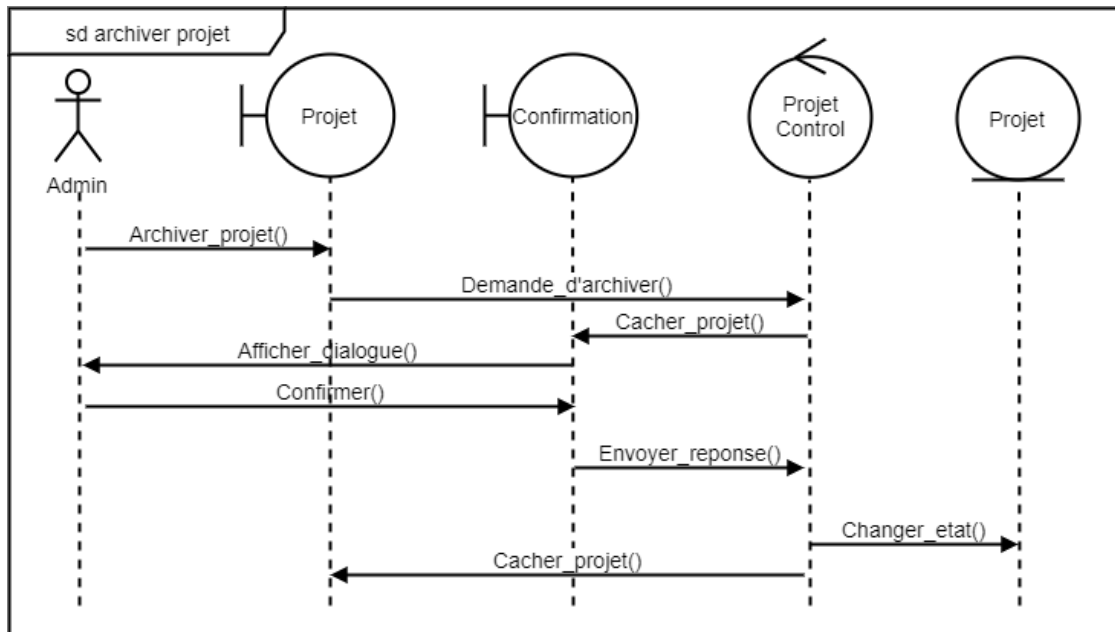 sd archiver projet
Projet
Confirmation
Projet
Control
Projet
Admin
Archiver_projet()
Demande_d'archiver()
Cacher_projet()
Afficher_dialogue()
Confirmer()
Envoyer_reponse()
Changer_etat()
Cacher_projet()